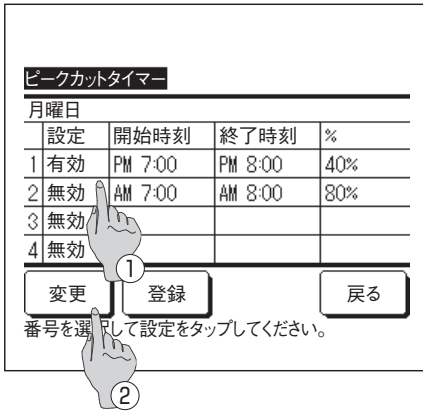 ピークカットタイマー
月曜日
設定 開始時刻 終了時刻 %
1 有効 PM 7:00 PM 8:00 40%
2 無効 AM 7:00 AM 8:00 80%
3 無効
4 無効
①
変更 登録 戻る
番号を選択して設定をタップしてください。
②